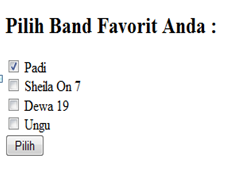 Pilih Band Favorit Anda :
Padi
Sheila On 7
Dewa 19
Ungu
Pilih